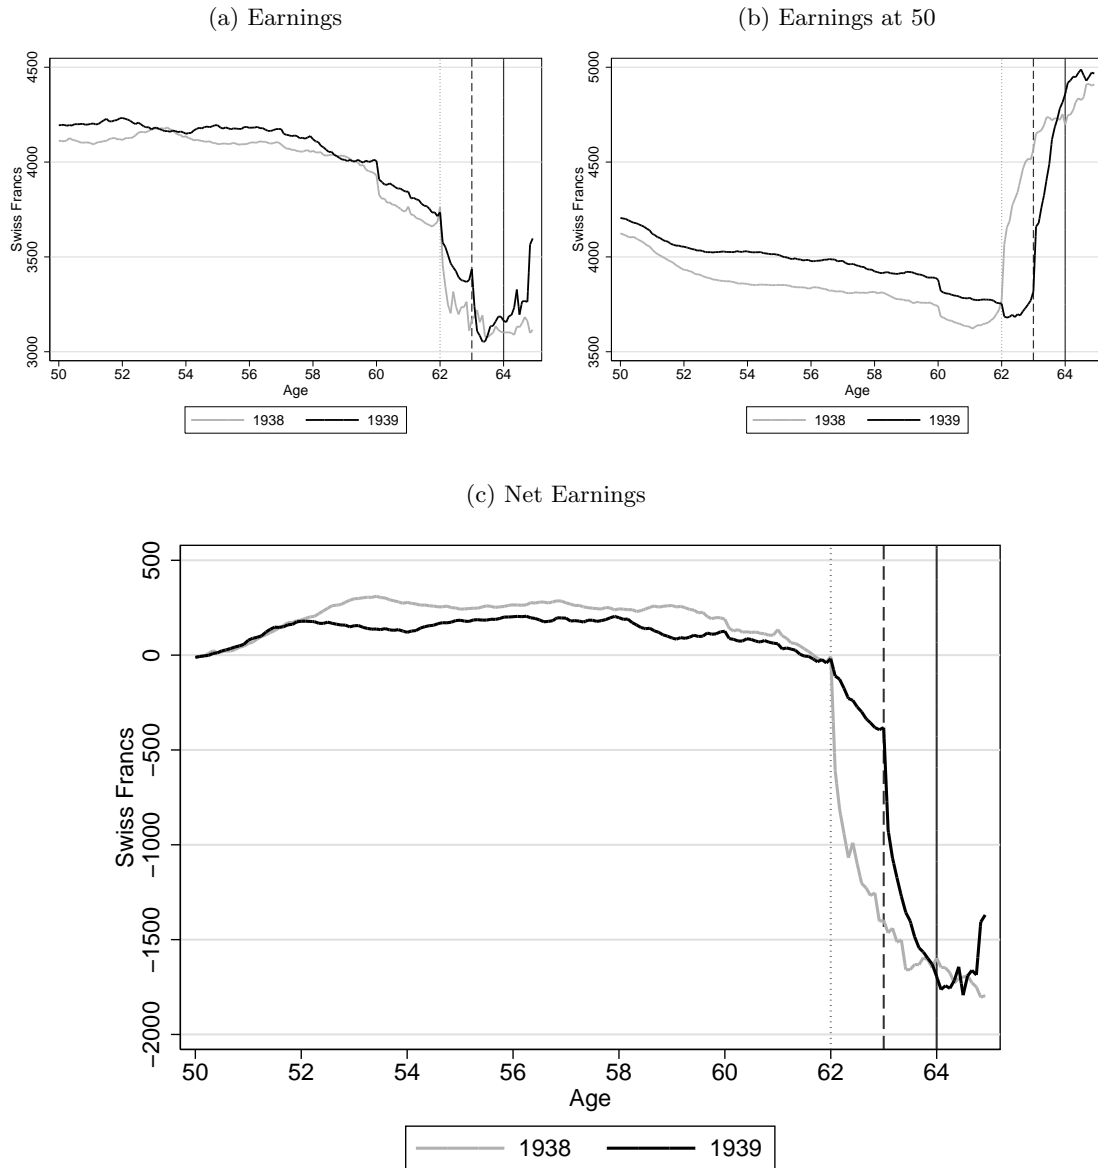 (a) Earnings
Swiss Francs
4500
4000
3500
3000
50 52 54 56 58 60 62 64
Age
1938 1939
(b) Earnings at 50
Swiss Francs
5000
4500
4000
3500
50 52 54 56 58 60 62 64
Age
1938 1939
(c) Net Earnings
Swiss Francs
500
0
−500
−1000
−1500
−2000
50 52 54 56 58 60 62 64
Age
1938 1939